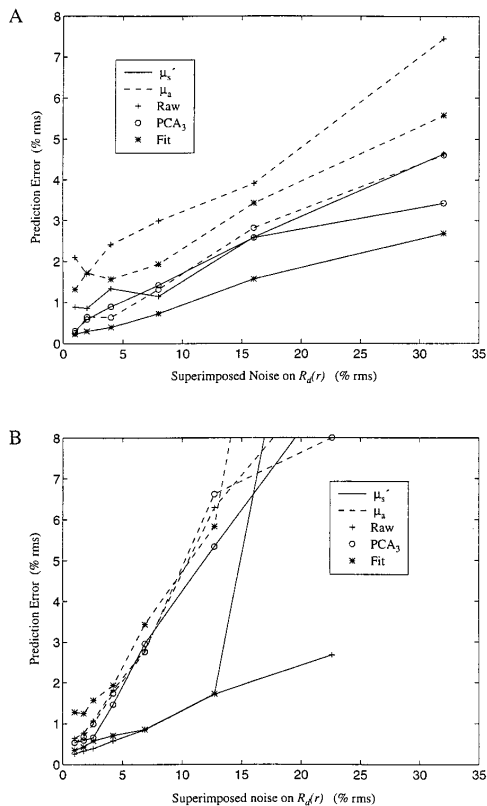 A
8
7
6
5
4
3
2
1
0
Prediction Error (% rms)
μs´
μa
Raw
PCA3
Fit
0 5 10 15 20 25 30 35
Superimposed Noise on Rd(r) (% rms)
B
8
7
6
5
4
3
2
1
0
Prediction Error (% rms)
μs´
μa
Raw
PCA3
Fit
0 5 10 15 20 25 30 35
Superimposed noise on Rd(r) (% rms)